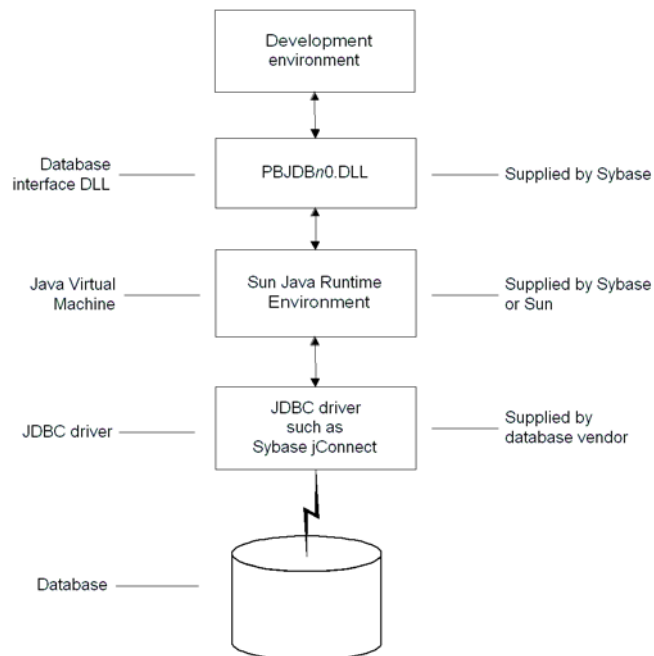 Development
environment
Database
interface DLL
PBJDBn0.DLL
Supplied by Sybase
Java Virtual
Machine
Sun Java Runtime
Environment
Supplied by Sybase
or Sun
JDBC driver
JDBC driver
such as
Sybase jConnect
Supplied by
database vendor
Database